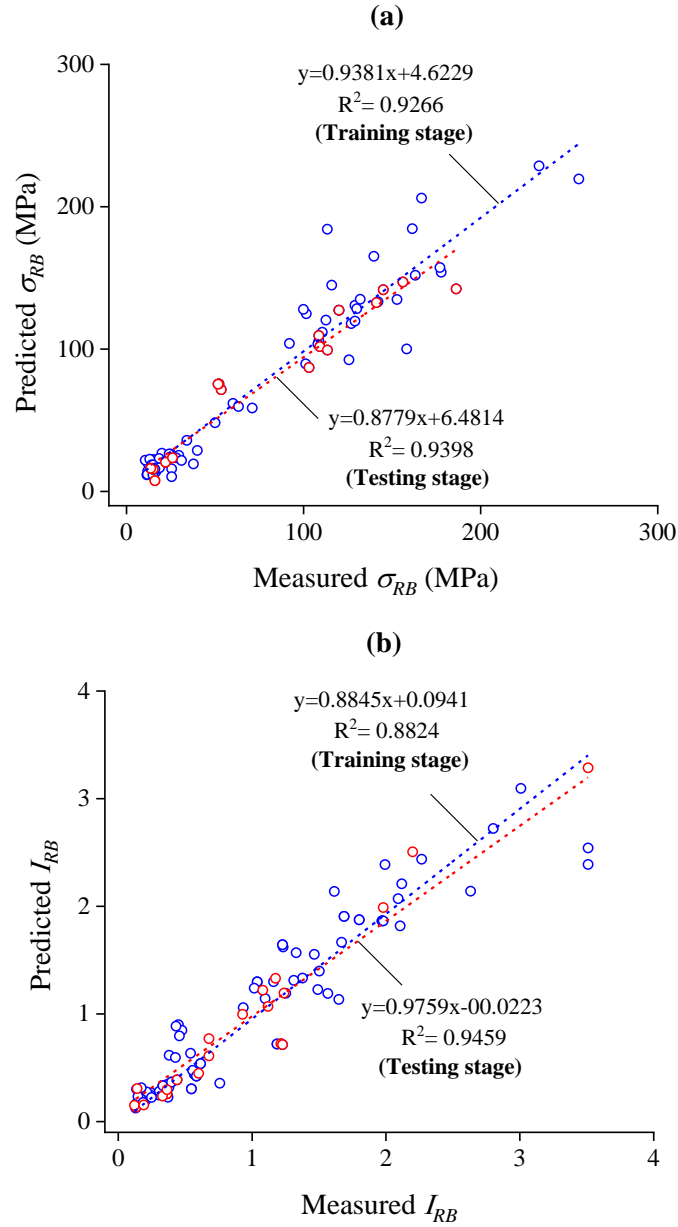 (a)
y=0.9381x+4.6229
R²= 0.9266
(Training stage)
300
200
100
0
Predicted σRB (MPa)
y=0.8779x+6.4814
R²= 0.9398
(Testing stage)
0 100 200 300
Measured σRB (MPa)
(b)
y=0.8845x+0.0941
R²= 0.8824
(Training stage)
4
3
2
1
0
Predicted IRB
y=0.9759x-00.0223
R²= 0.9459
(Testing stage)
0 1 2 3 4
Measured IRB